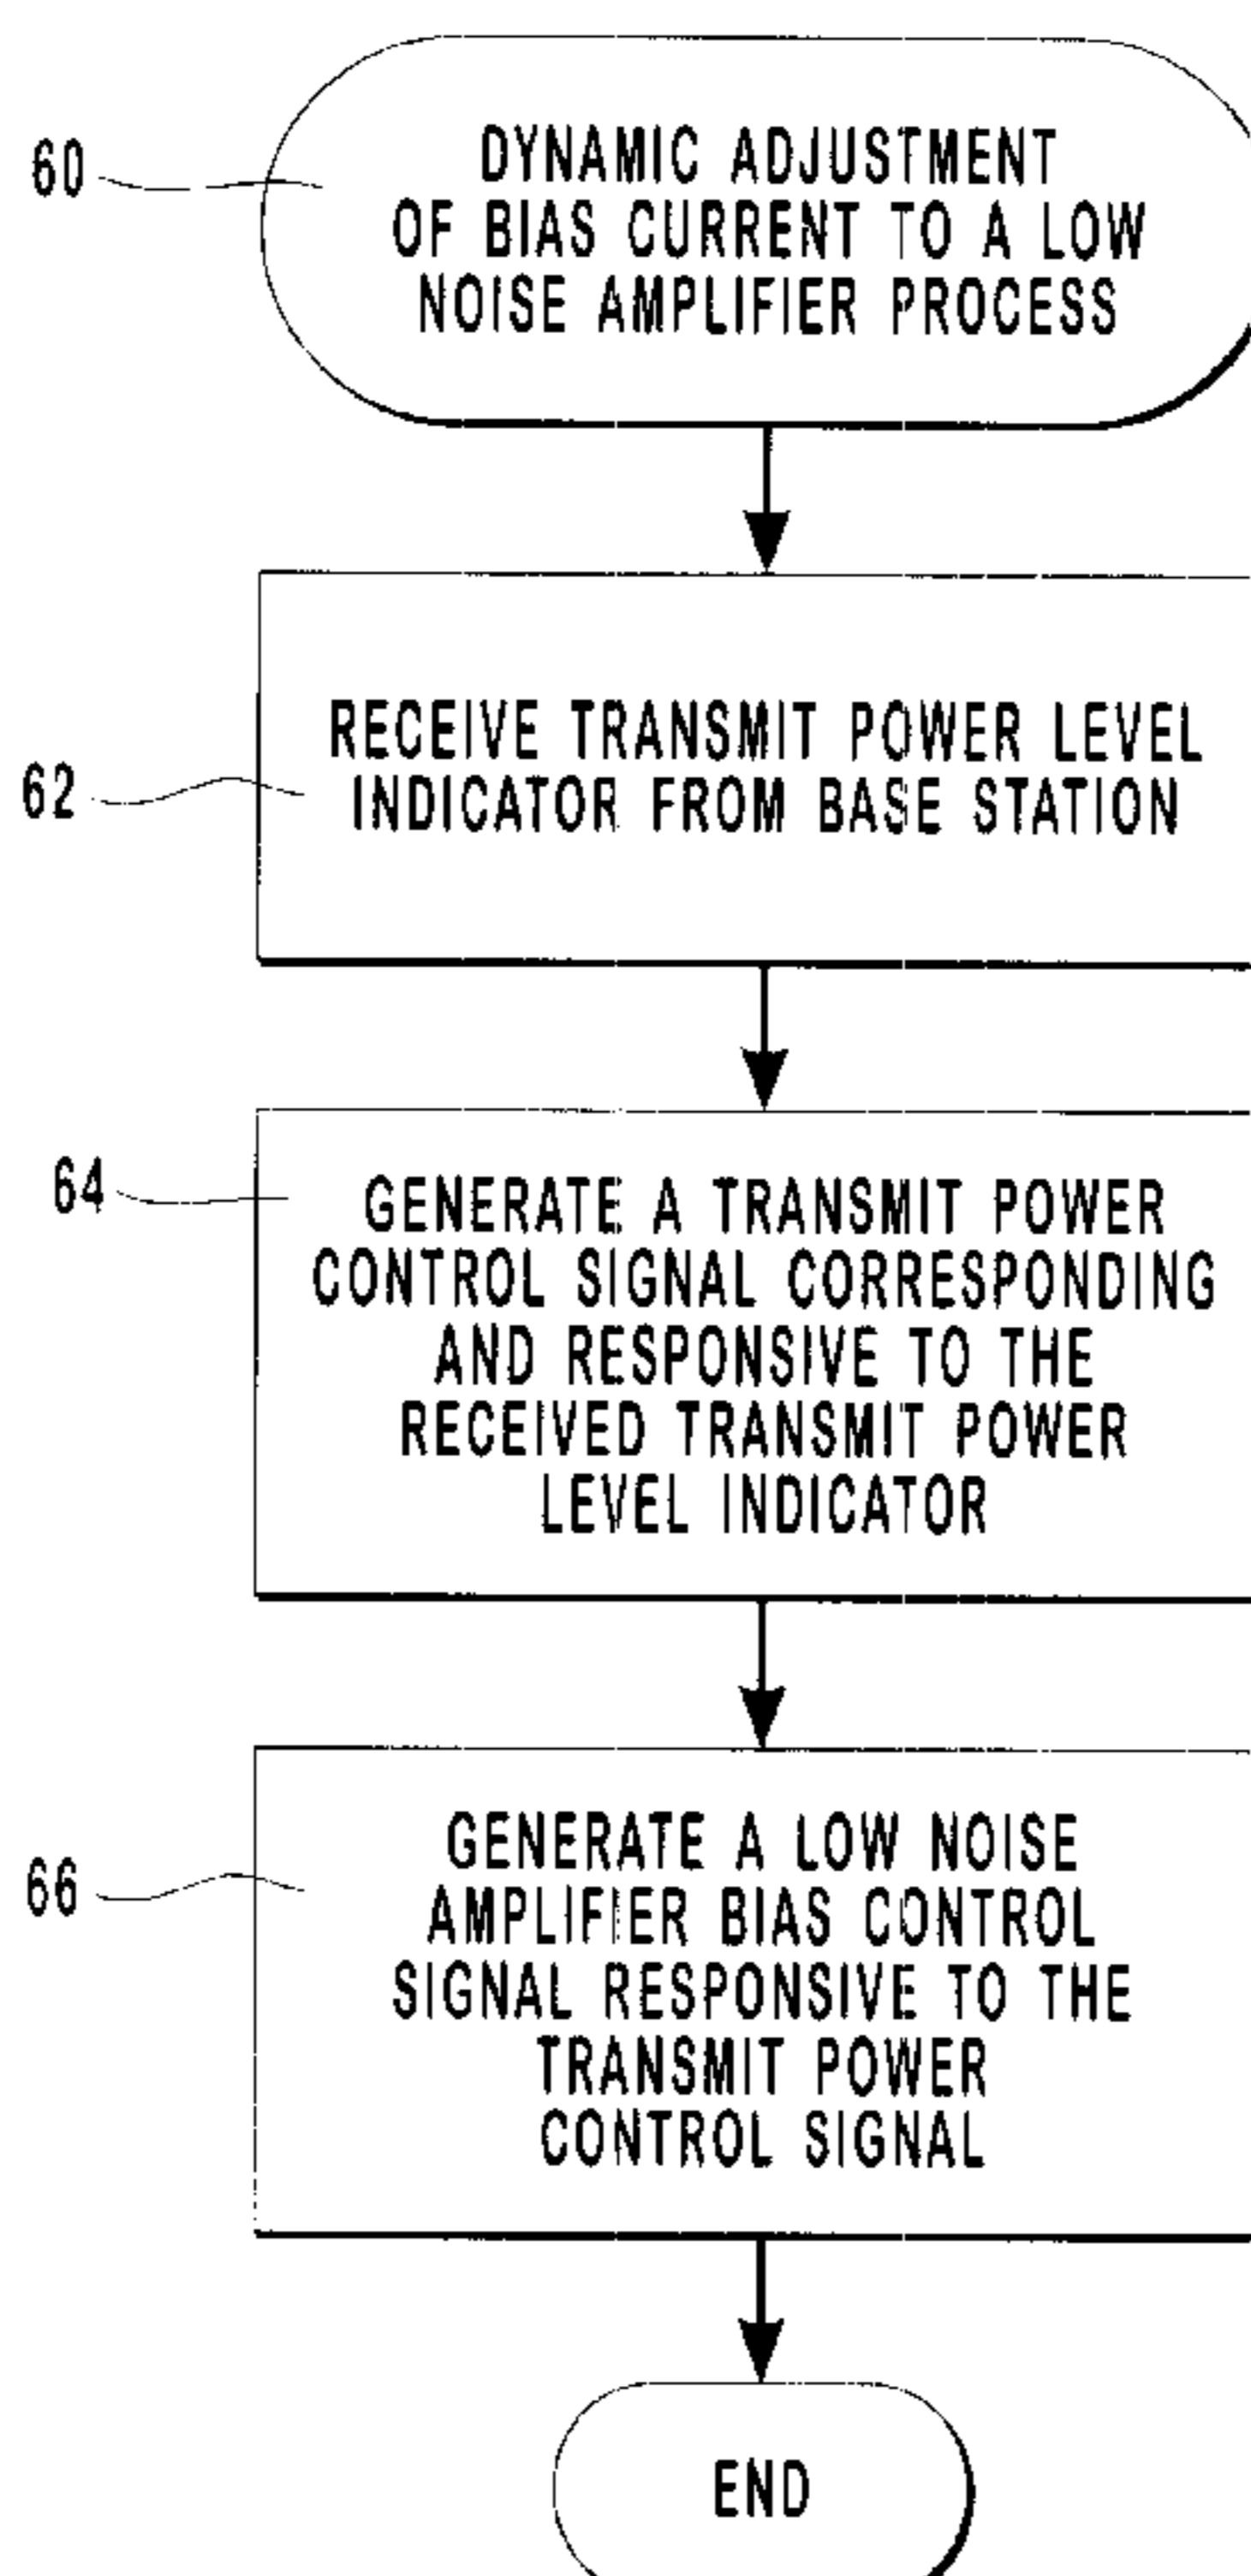 60
DYNAMIC ADJUSTMENT
OF BIAS CURRENT TO A LOW
NOISE AMPLIFIER PROCESS
62
RECEIVE TRANSMIT POWER LEVEL
INDICATOR FROM BASE STATION
64
GENERATE A TRANSMIT POWER
CONTROL SIGNAL CORRESPONDING
AND RESPONSIVE TO THE
RECEIVED TRANSMIT POWER
LEVEL INDICATOR
66
GENERATE A LOW NOISE
AMPLIFIER BIAS CONTROL
SIGNAL RESPONSIVE TO THE
TRANSMIT POWER
CONTROL SIGNAL
END